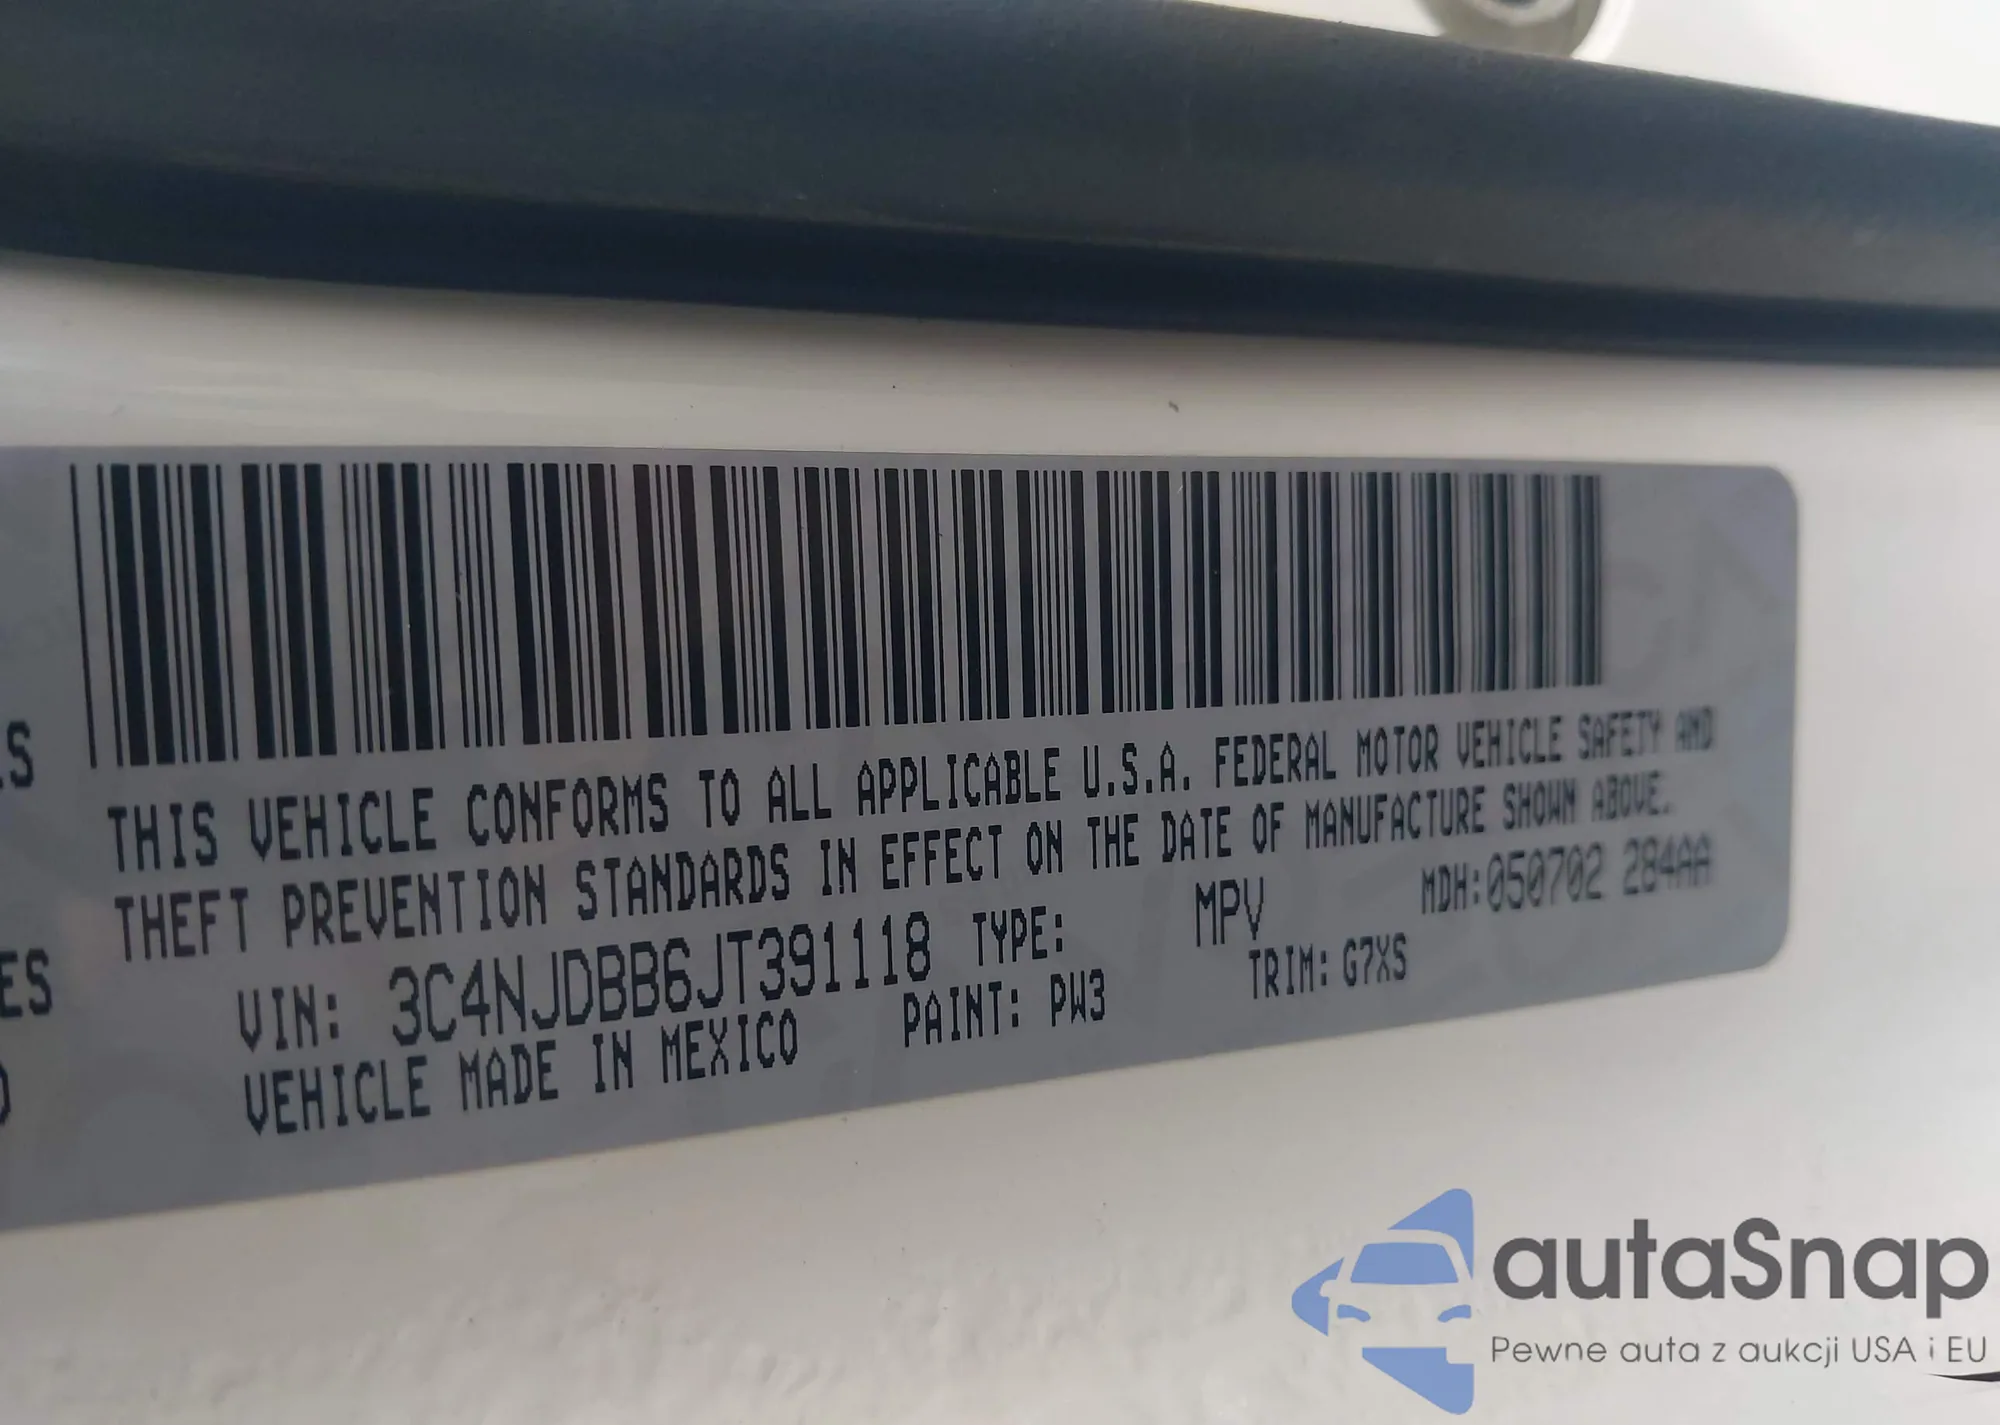 THIS VEHICLE CONFORMS TO ALL APPLICABLE U.S.A. FEDERAL MOTOR VEHICLE SAFETY AND
THEFT PREVENTION STANDARDS IN EFFECT ON THE DATE OF MANUFACTURE SHOWN ABOVE.
VIN: 3C4NJDBB6JT391118 TYPE: MPV MDH:050702 284AA
VEHICLE MADE IN MEXICO PAINT: PW3 TRIM: G7XS
autaSnap
Pewne auta z aukcji USA i EU